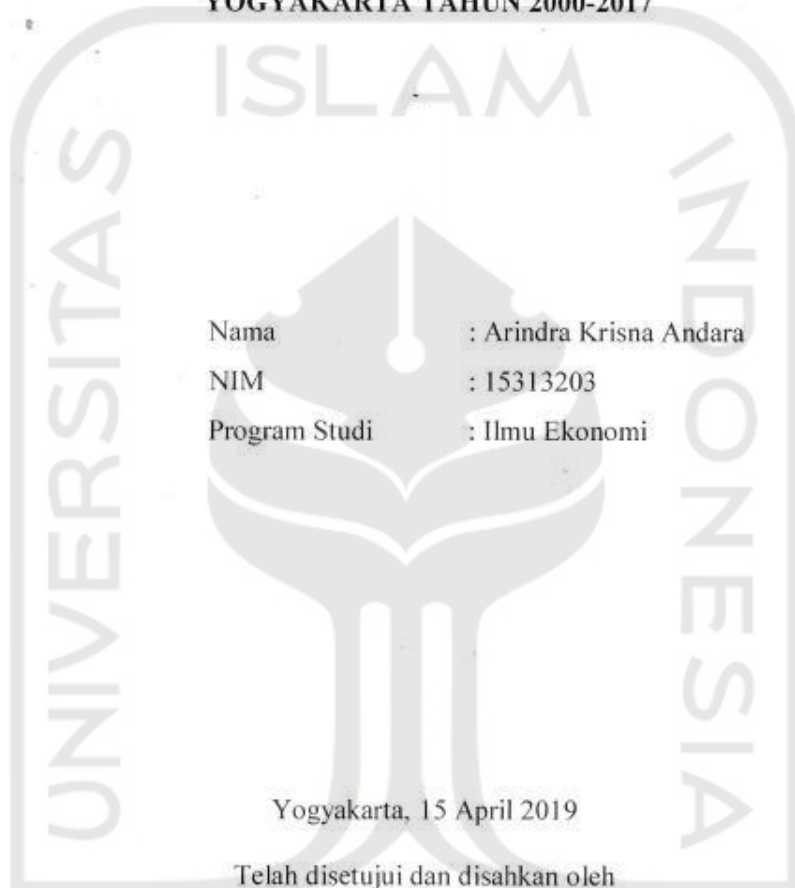 YOGYAKARTA TAHUN 2000-2017
ISLAM
UNIVERSITAS
INDONESIA
Nama : Arindra Krisna Andara
NIM : 15313203
Program Studi : Ilmu Ekonomi
Yogyakarta, 15 April 2019
Telah disetujui dan disahkan oleh